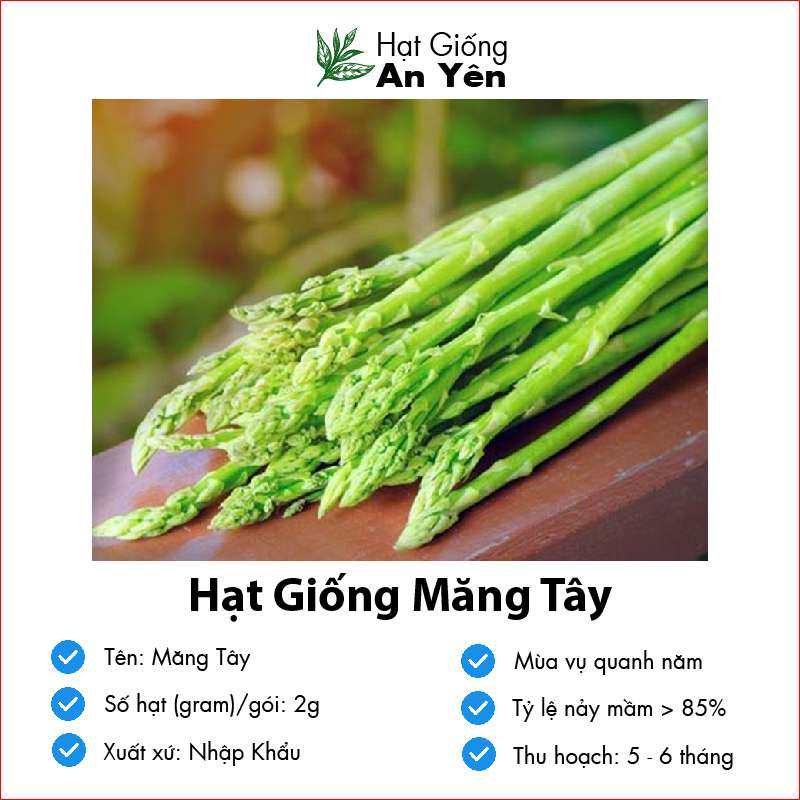 Hạt Giống
An Yên
Hạt Giống Măng Tây
Tên: Măng Tây
Số hạt (gram)/gói: 2g
Xuất xứ: Nhập Khẩu
Mùa vụ quanh năm
Tỷ lệ nảy mầm > 85%
Thu hoạch: 5 - 6 tháng